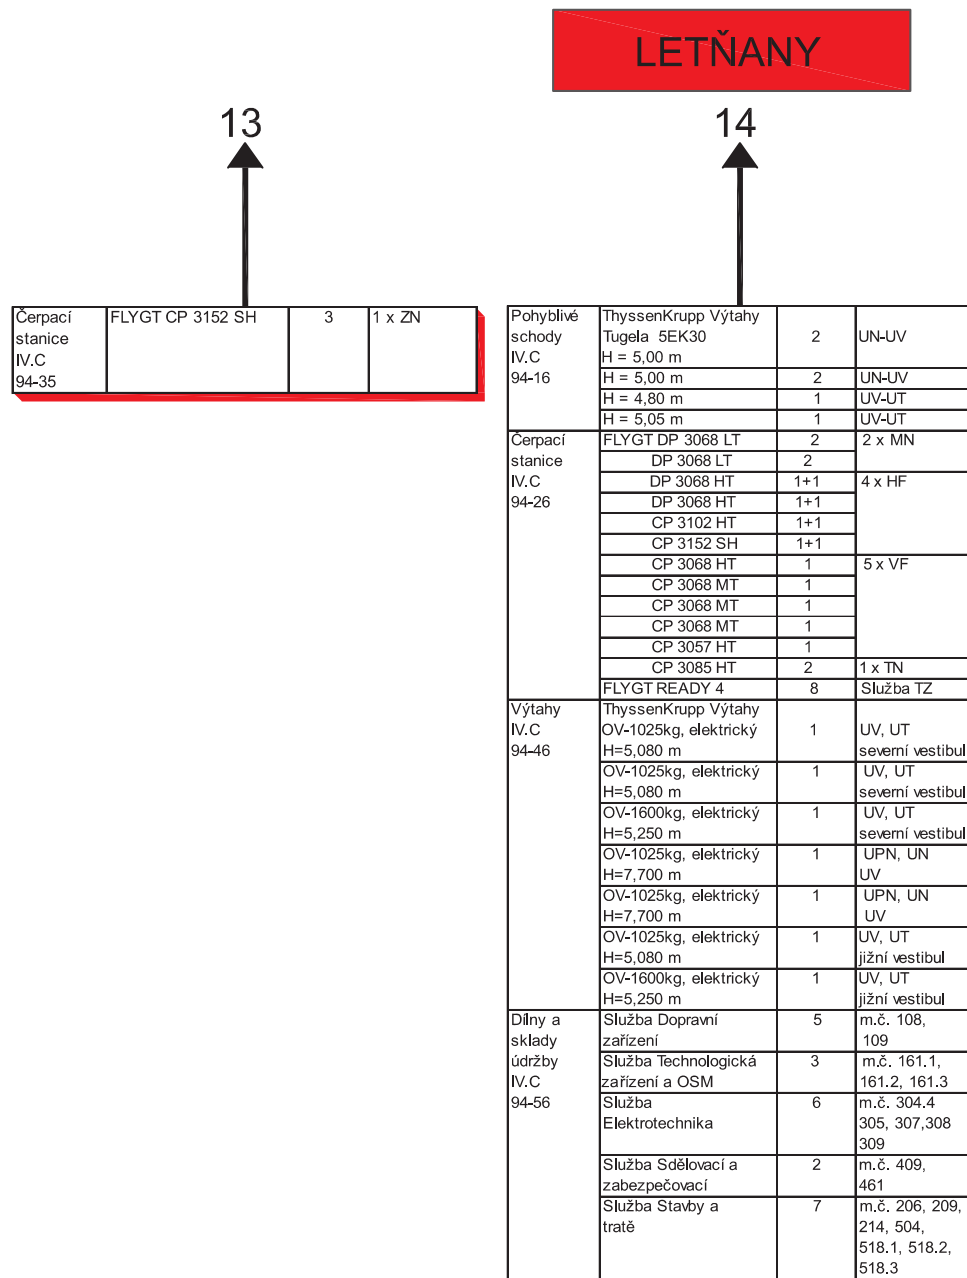 LETŇANY
13
14
Čerpací FLYGT CP 3152 SH 3 1 x ZN
stanice
IV.C
94-35
Pohyblivé ThyssenKrupp Výtahy
schody Tugela 5EK30 2 UN-UV
IV.C H = 5,00 m
94-16 H = 5,00 m 2 UN-UV
H = 4,80 m 1 UV-UT
H = 5,05 m 1 UV-UT
Čerpací FLYGT DP 3068 LT 2 2 x MN
stanice DP 3068 LT 2
IV.C DP 3068 HT 1+1 4 x HF
94-26 DP 3068 HT 1+1
CP 3102 HT 1+1
CP 3152 SH 1+1
CP 3068 HT 1 5 x VF
CP 3068 MT 1
CP 3068 MT 1
CP 3068 MT 1
CP 3057 HT 1
CP 3085 HT 2 1 x TN
FLYGT READY 4 8 Služba TZ
Výtahy ThyssenKrupp Výtahy
IV.C OV-1025kg, elektrický 1 UV, UT
94-46 H=5,080 m severní vestibul
OV-1025kg, elektrický 1 UV, UT
H=5,080 m severní vestibul
OV-1600kg, elektrický 1 UV, UT
H=5,250 m severní vestibul
OV-1025kg, elektrický 1 UPN, UN
H=7,700 m UV
OV-1025kg, elektrický 1 UPN, UN
H=7,700 m UV
OV-1025kg, elektrický 1 UV, UT
H=5,080 m jižní vestibul
OV-1600kg, elektrický 1 UV, UT
H=5,250 m jižní vestibul
Dílny a Služba Dopravní 5 m.č. 108,
sklady zařízení 109
údržby Služba Technologická 3 m.č. 161.1,
IV.C zařízení a OSM 161.2, 161.3
94-56 Služba 6 m.č. 304.4
Elektrotechnika 305, 307,308
309
Služba Sdělovací a 2 m.č. 409,
zabezpečovací 461
Služba Stavby a 7 m.č. 206, 209,
tratě 214, 504,
518.1, 518.2,
518.3